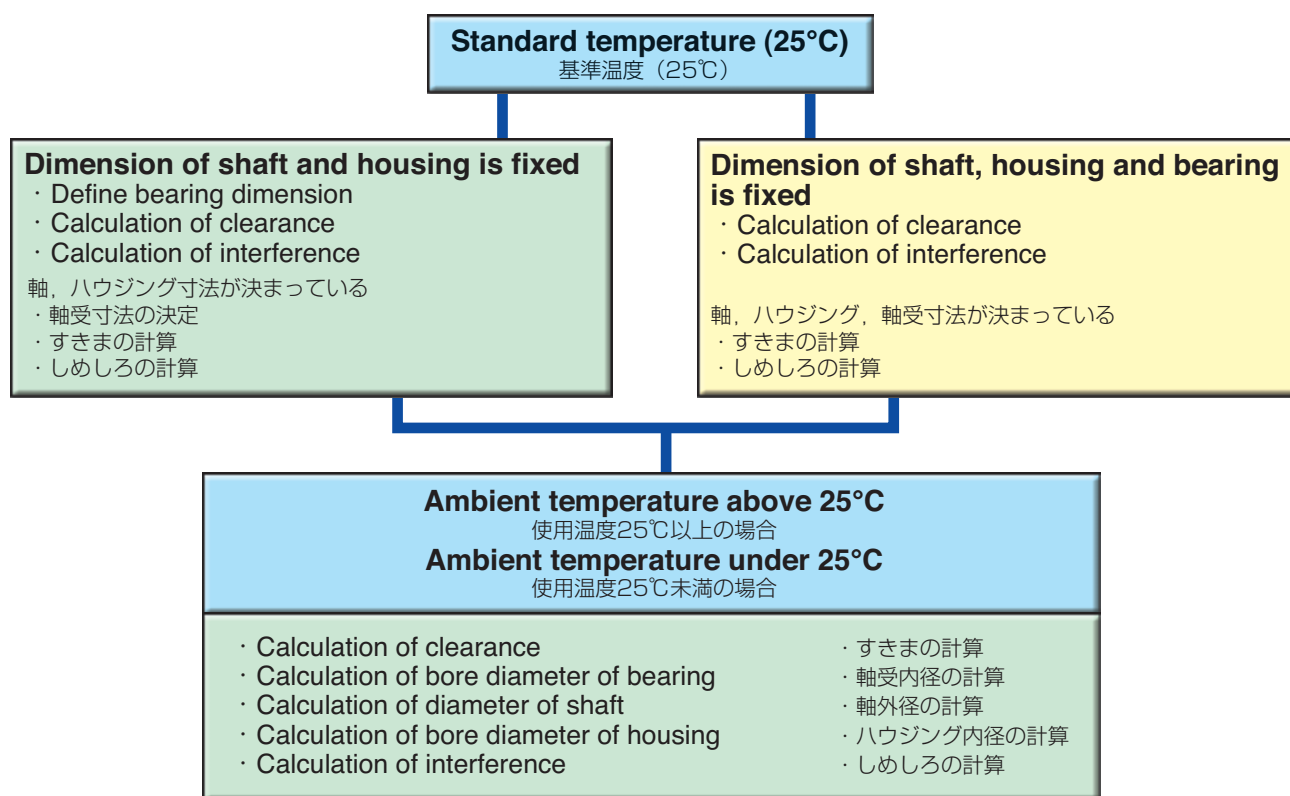 Standard temperature (25°C)
基準温度（25℃）
Dimension of shaft and housing is fixed
・Define bearing dimension
・Calculation of clearance
・Calculation of interference
軸，ハウジング寸法が決まっている
・軸受寸法の決定
・すきまの計算
・しめしろの計算
Dimension of shaft, housing and bearing
is fixed
・Calculation of clearance
・Calculation of interference
軸，ハウジング，軸受寸法が決まっている
・すきまの計算
・しめしろの計算
Ambient temperature above 25°C
使用温度25℃以上の場合
Ambient temperature under 25°C
使用温度25℃未満の場合
・Calculation of clearance
・Calculation of bore diameter of bearing
・Calculation of diameter of shaft
・Calculation of bore diameter of housing
・Calculation of interference
・すきまの計算
・軸受内径の計算
・軸外径の計算
・ハウジング内径の計算
・しめしろの計算